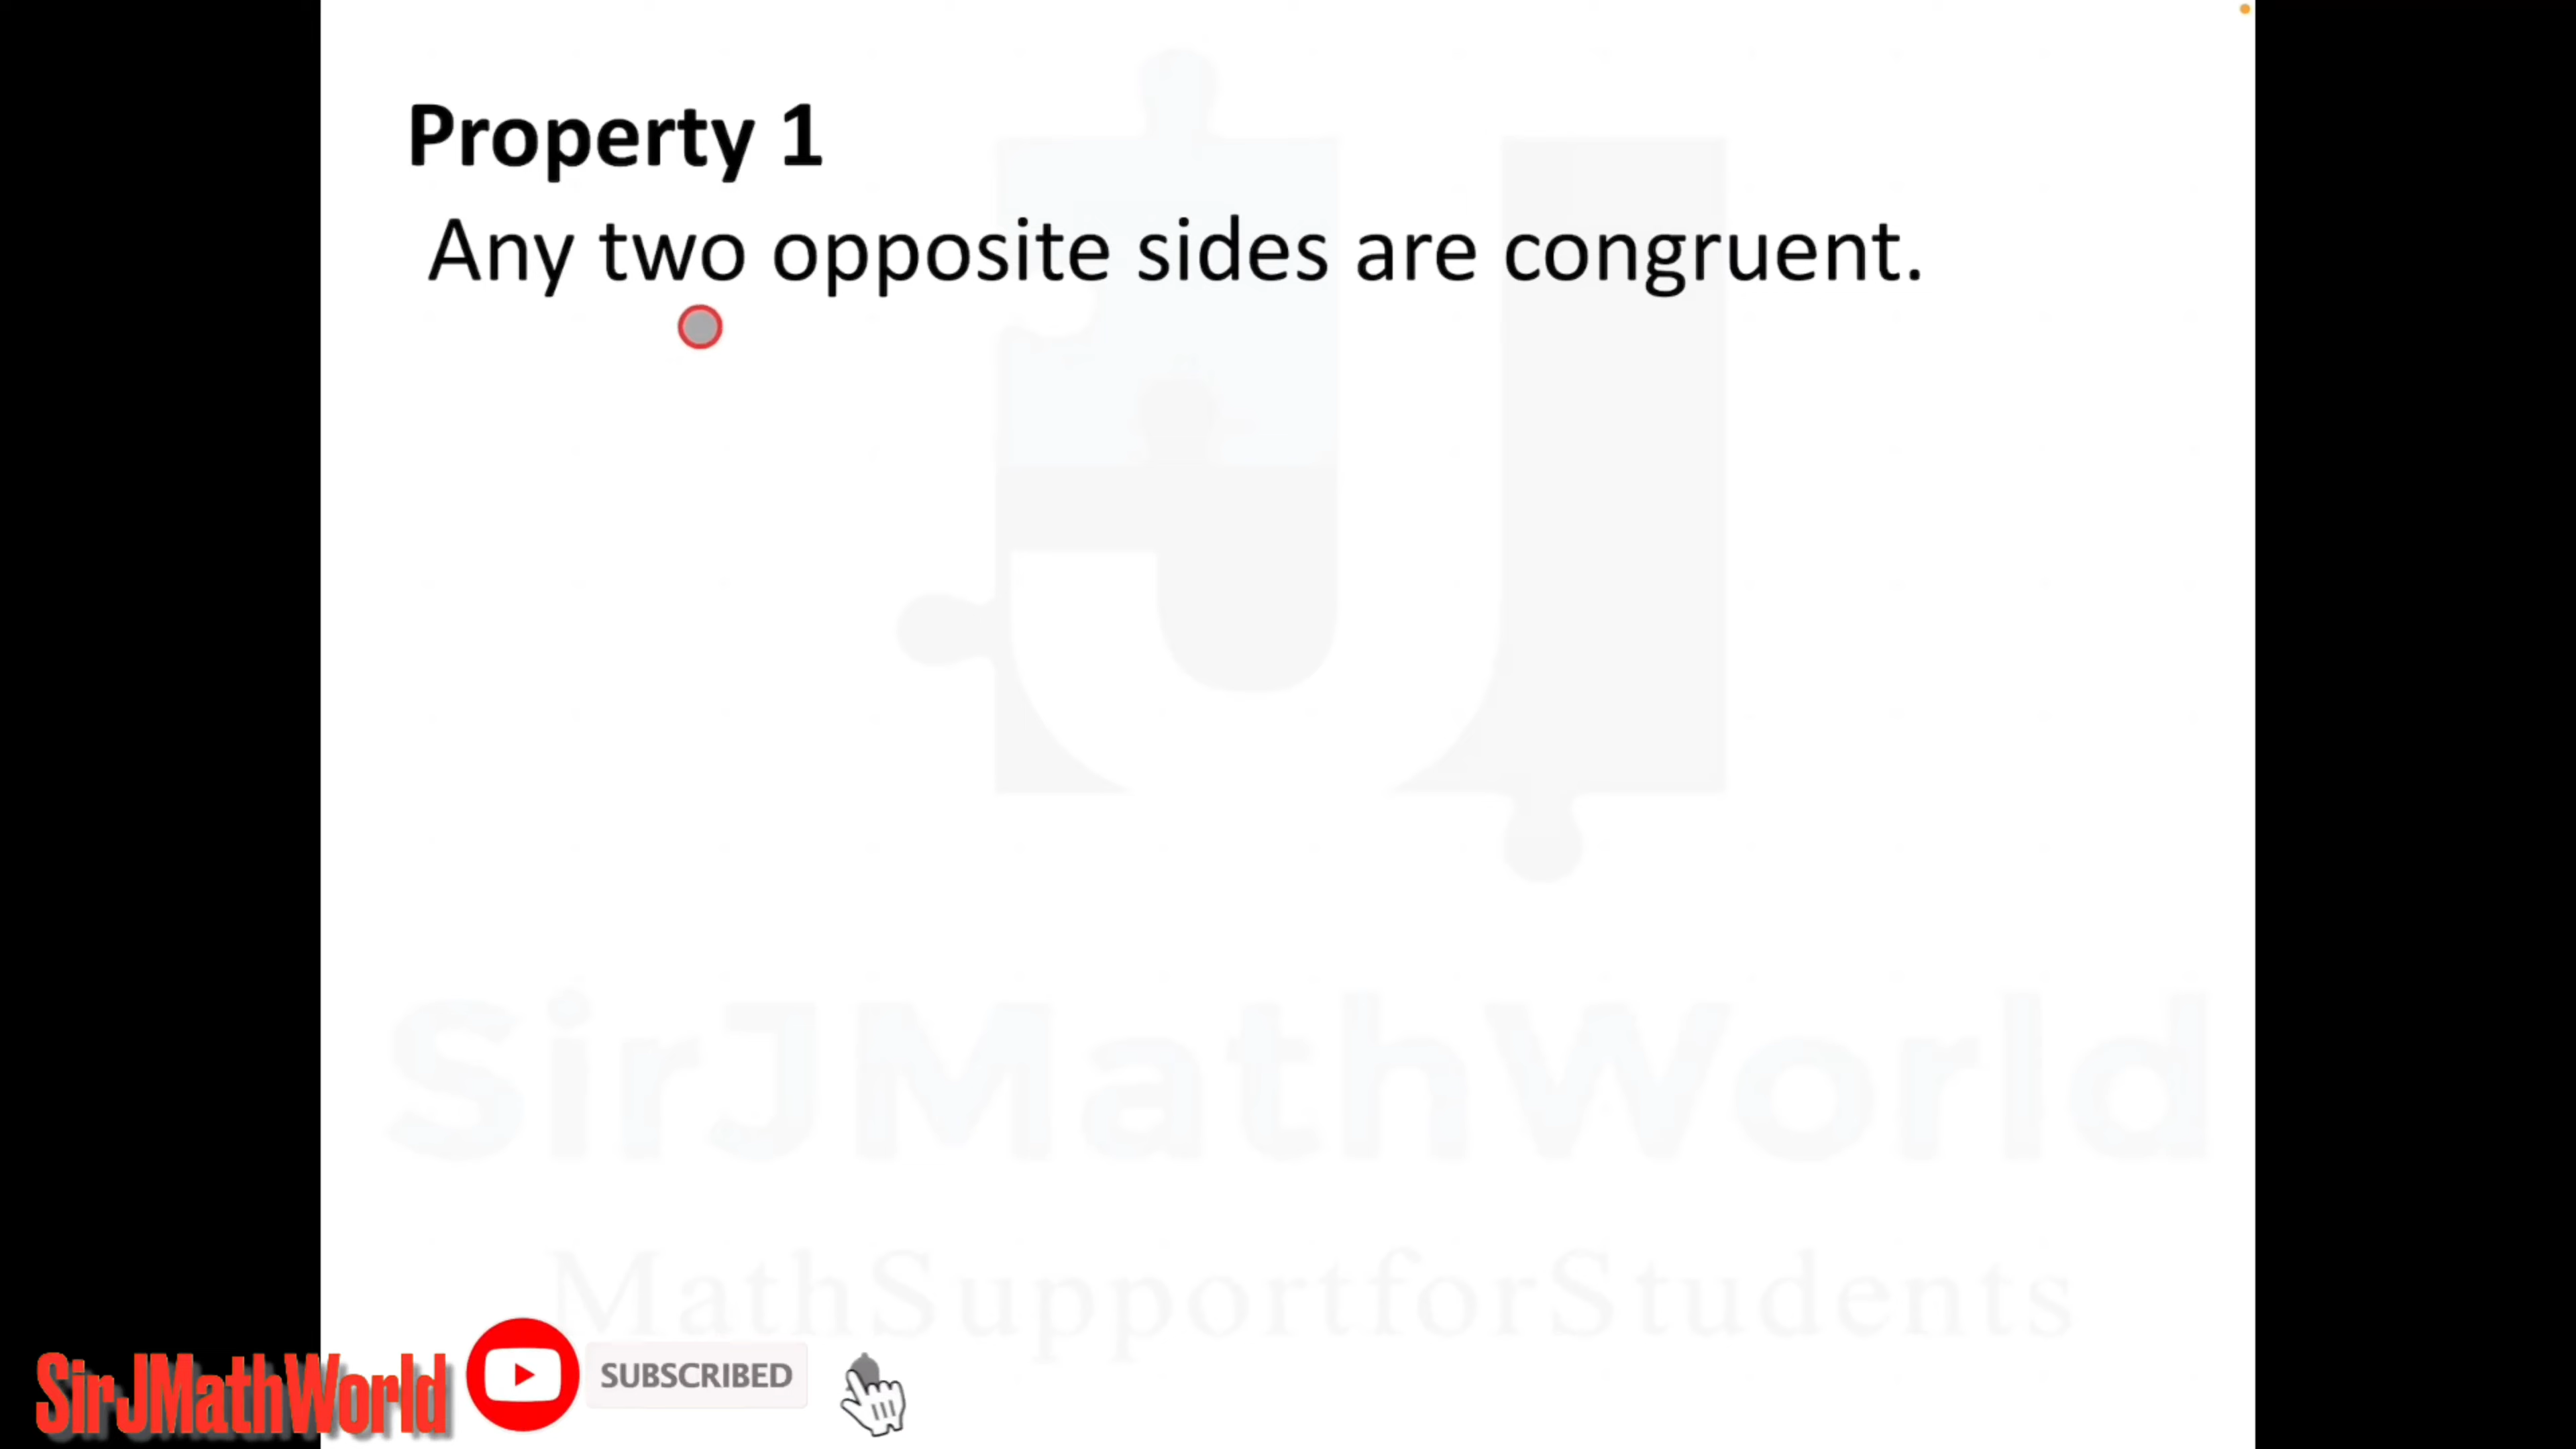 Property 1
Any two opposite sides are congruent.
SirJMathWorld
MathSupportforStudents
SirJMathWorld
SUBSCRIBED